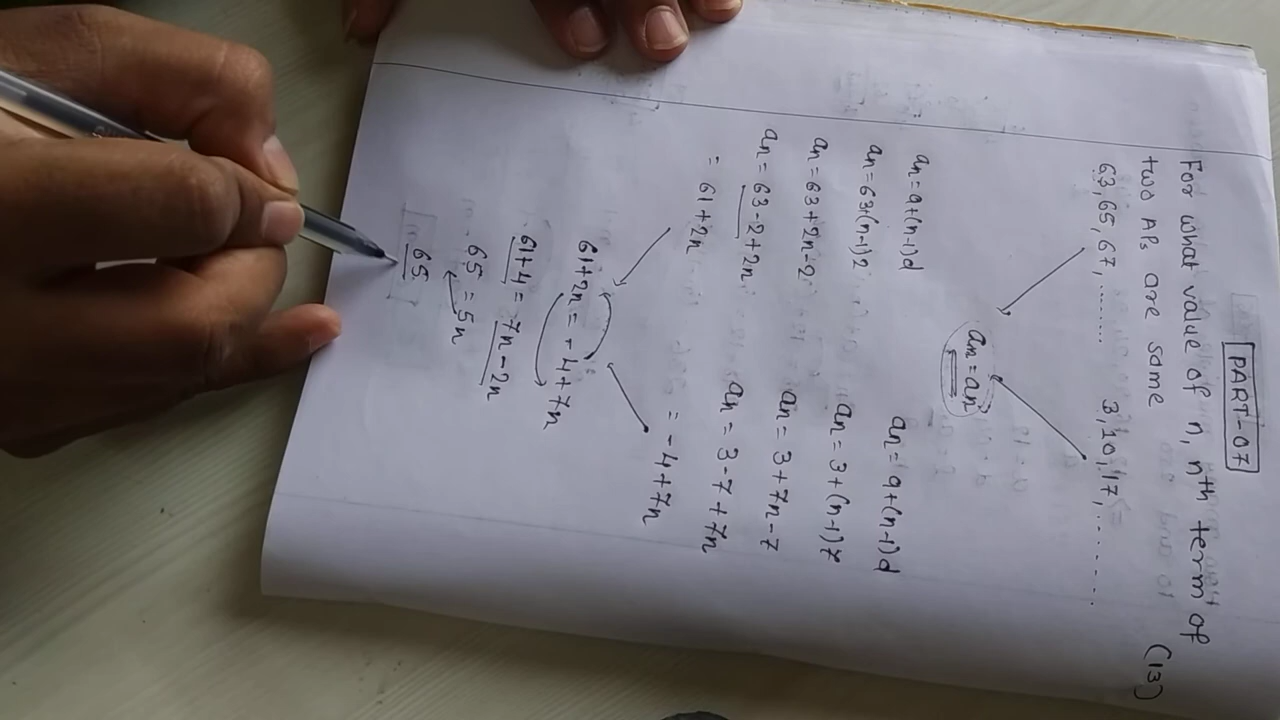 PART-07
For what value of n, nth term of
two APs are same (13)
63, 65, 67, ........ 3, 10, 17, ........
an = an
an = a+(n-1)d
an = 63+(n-1)2
an = 63+2n-2
an = 63-2+2n
= 61+2n
an = a+(n-1)d
an = 3+(n-1)7
an = 3+7n-7
an = 3-7+7n
= -4+7n
61+2n = -4+7n
61+4 = 7n-2n
65 = 5n
65